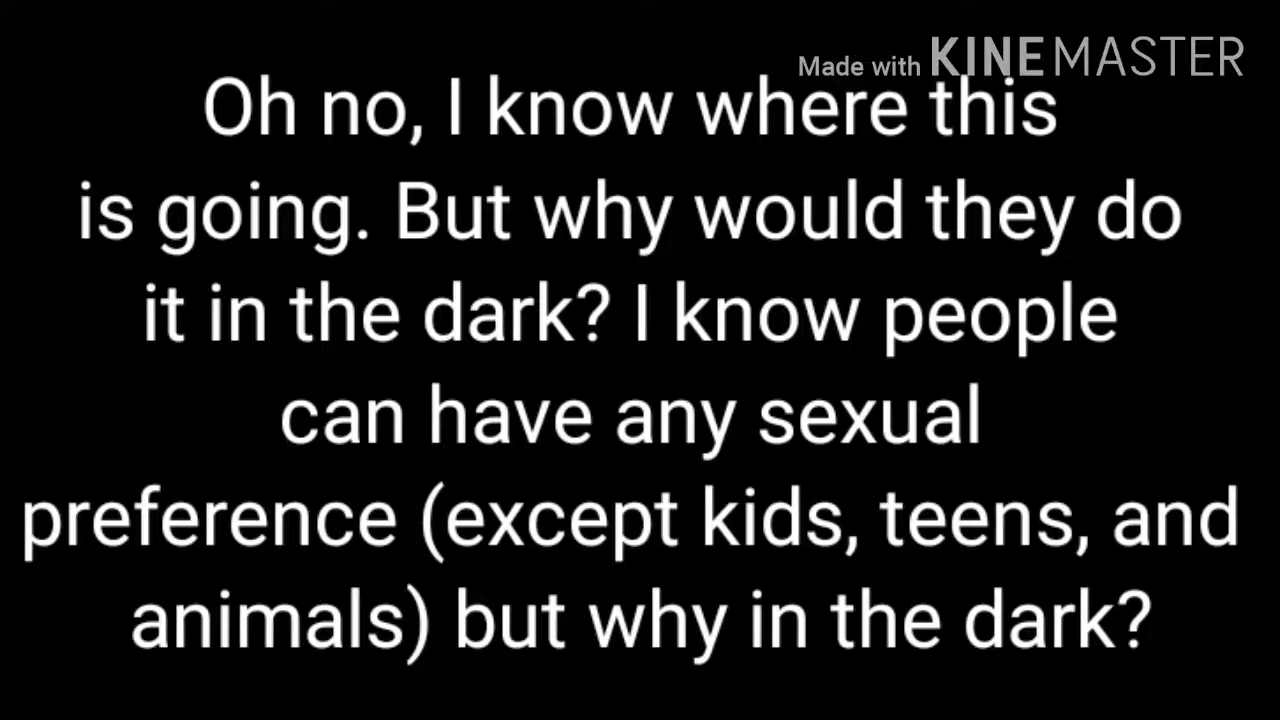 Made with KINEMASTER
Oh no, I know where this
is going. But why would they do
it in the dark? I know people
can have any sexual
preference (except kids, teens, and
animals) but why in the dark?